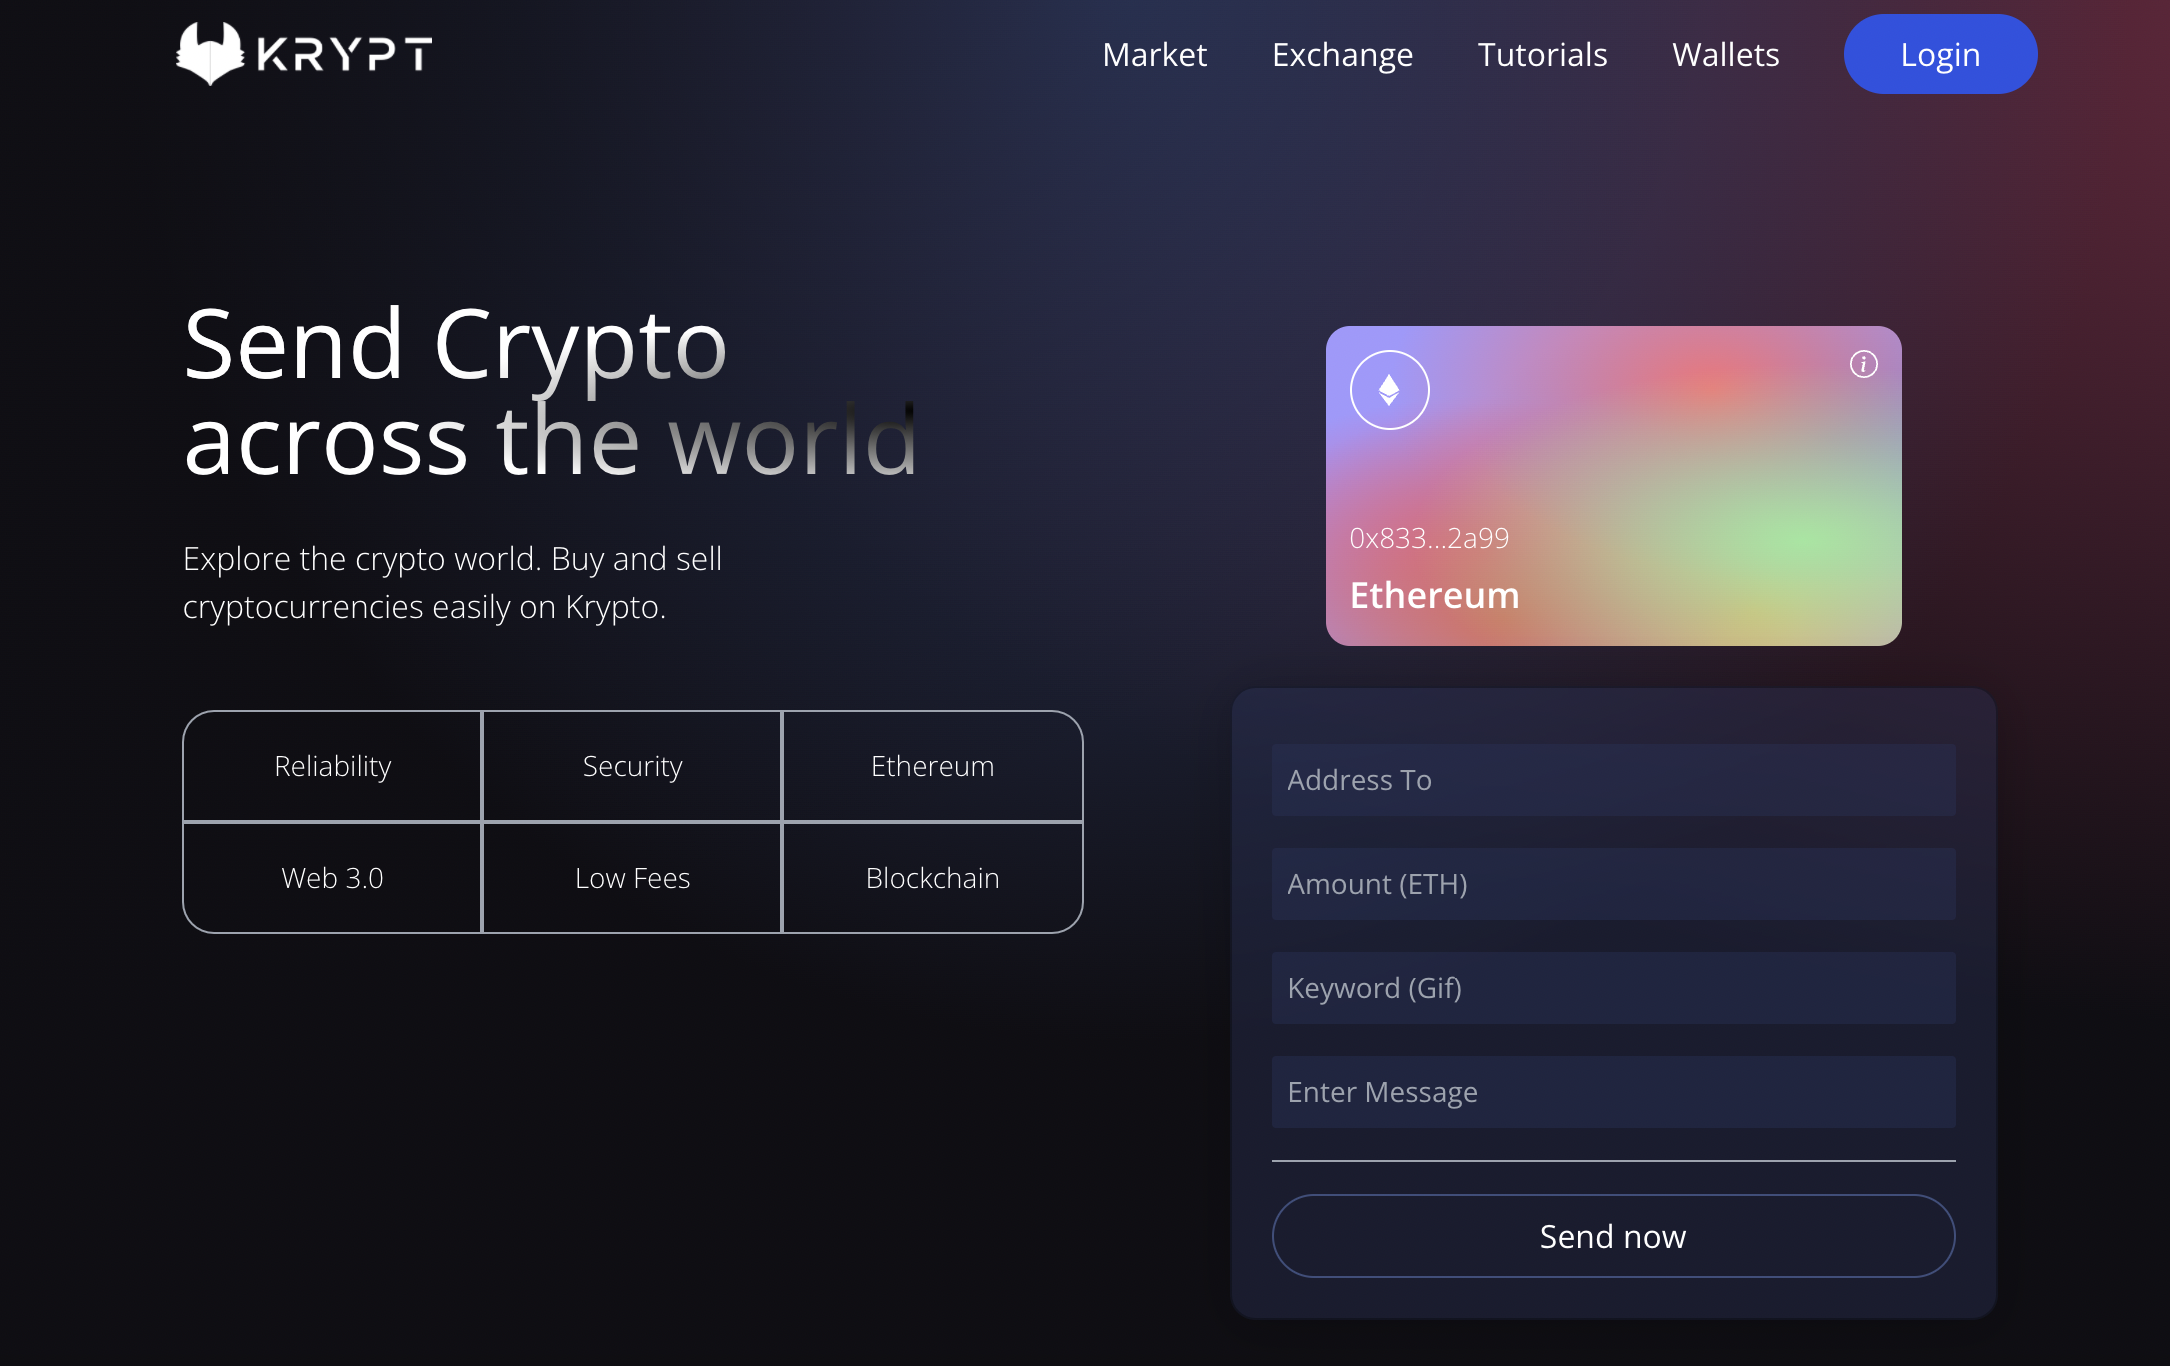 KRYPT
Market
Exchange
Tutorials
Wallets
Login
Send Crypto
across the world
Explore the crypto world. Buy and sell
cryptocurrencies easily on Krypto.
Reliability
Security
Ethereum
Web 3.0
Low Fees
Blockchain
i
0x833...2a99
Ethereum
Address To
Amount (ETH)
Keyword (Gif)
Enter Message
Send now